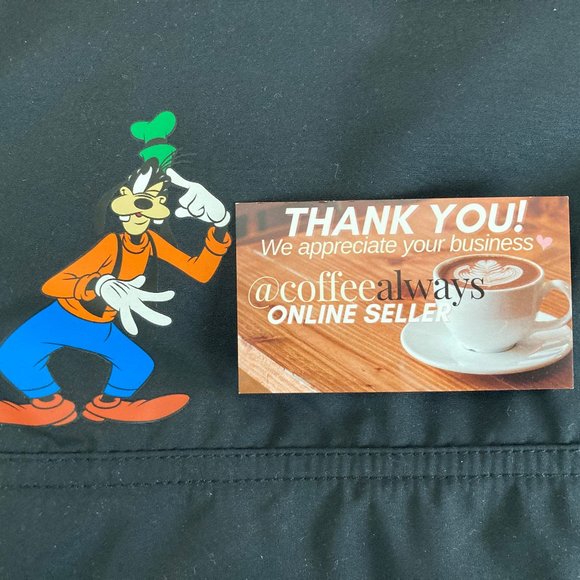 THANK YOU!
We appreciate your business
@coffeealways
ONLINE SELLER